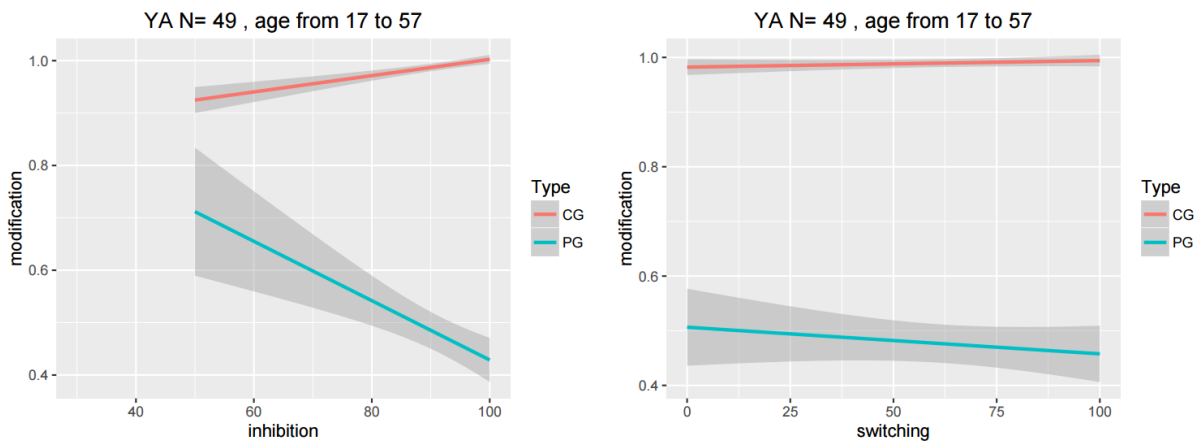 YA N= 49 , age from 17 to 57
1.0
0.8
0.6
0.4
modification
40
60
80
100
inhibition
Type
CG
PG
YA N= 49 , age from 17 to 57
1.0
0.8
0.6
0.4
modification
0
25
50
75
100
switching
Type
CG
PG